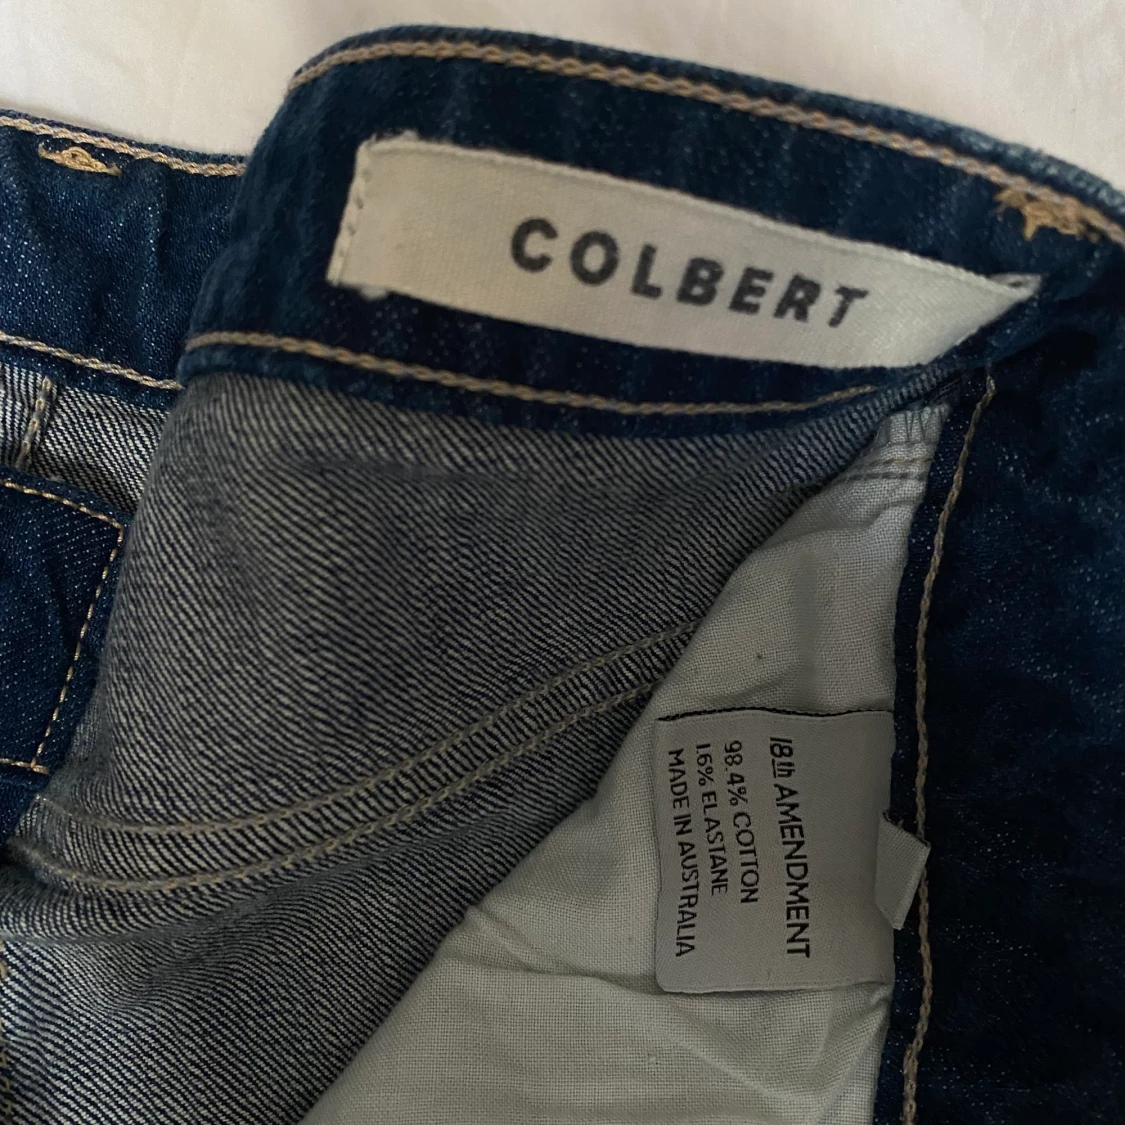 COLBERT
18th AMENDMENT
98.4% COTTON
1.6% ELASTANE
MADE IN AUSTRALIA